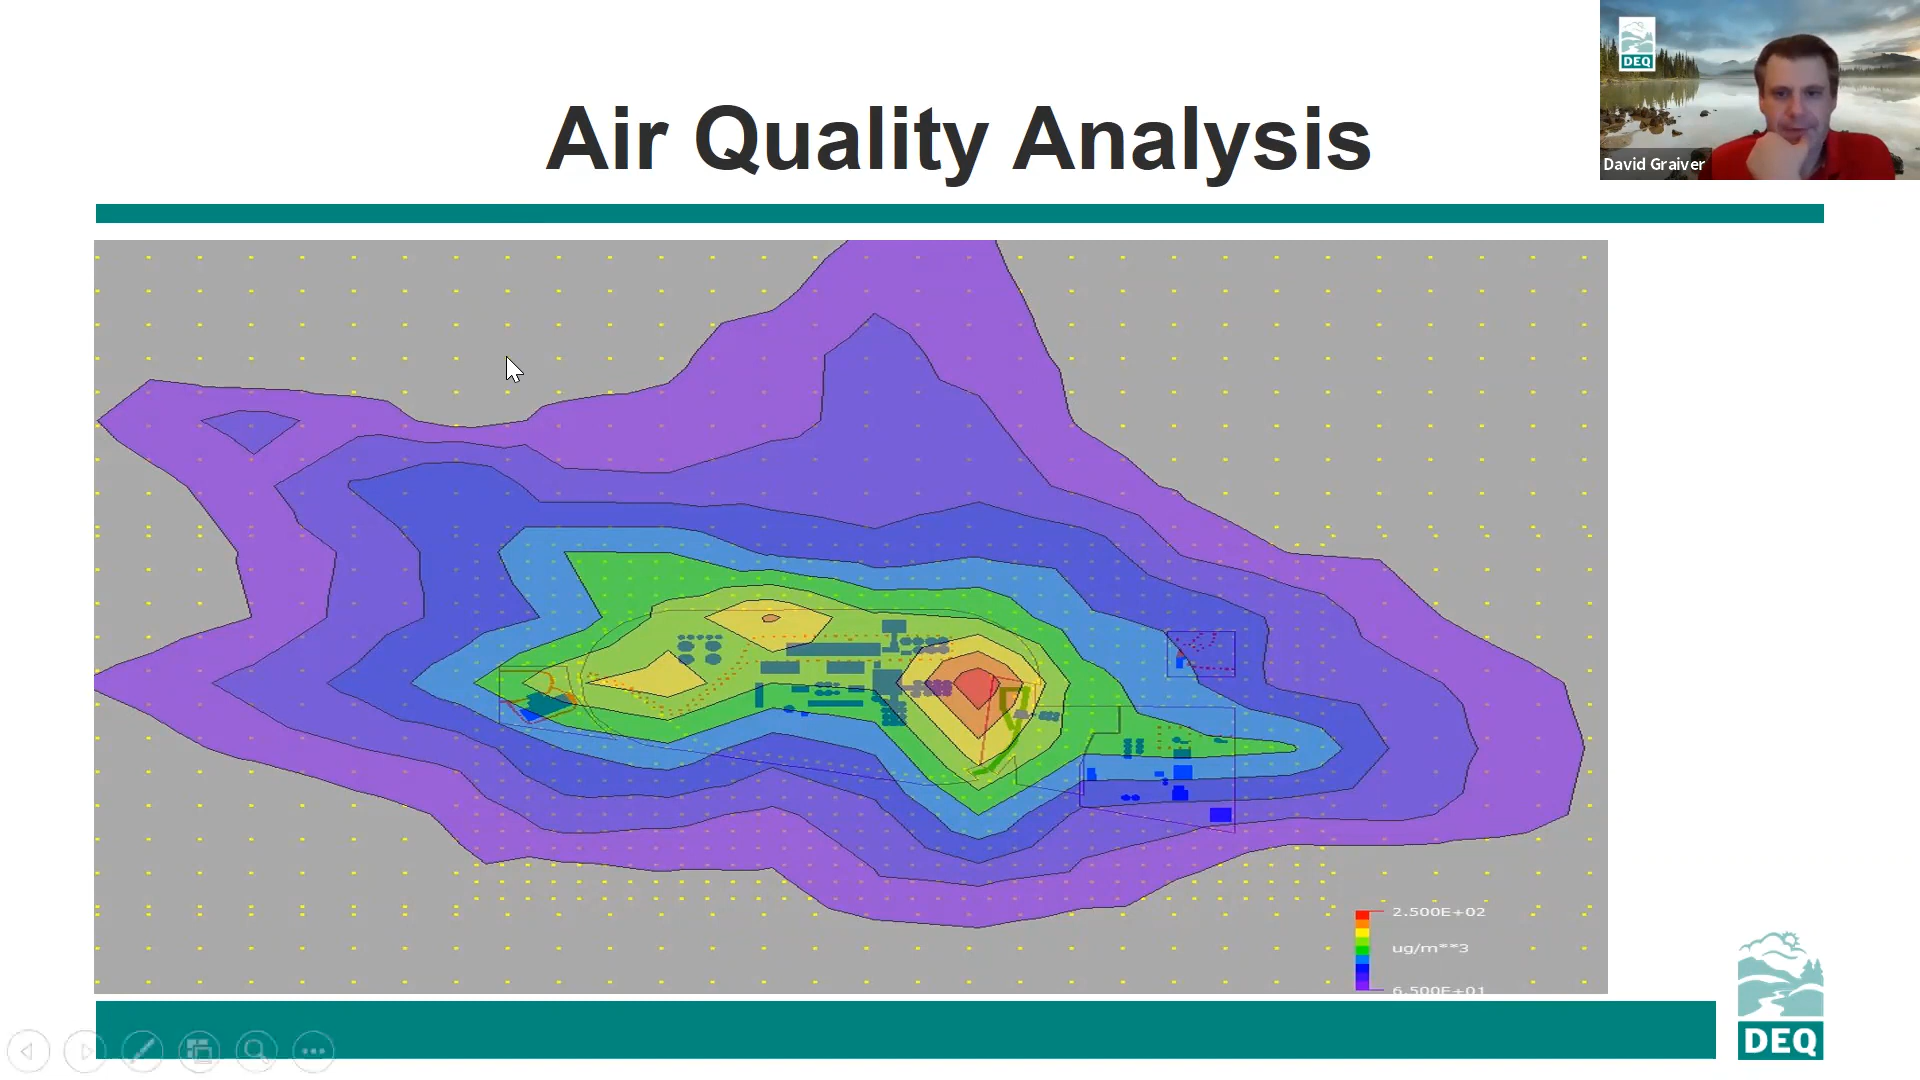 Air Quality Analysis
DEQ
David Graiver
2.500E+02
ug/m**3
6.500E+01
DEQ